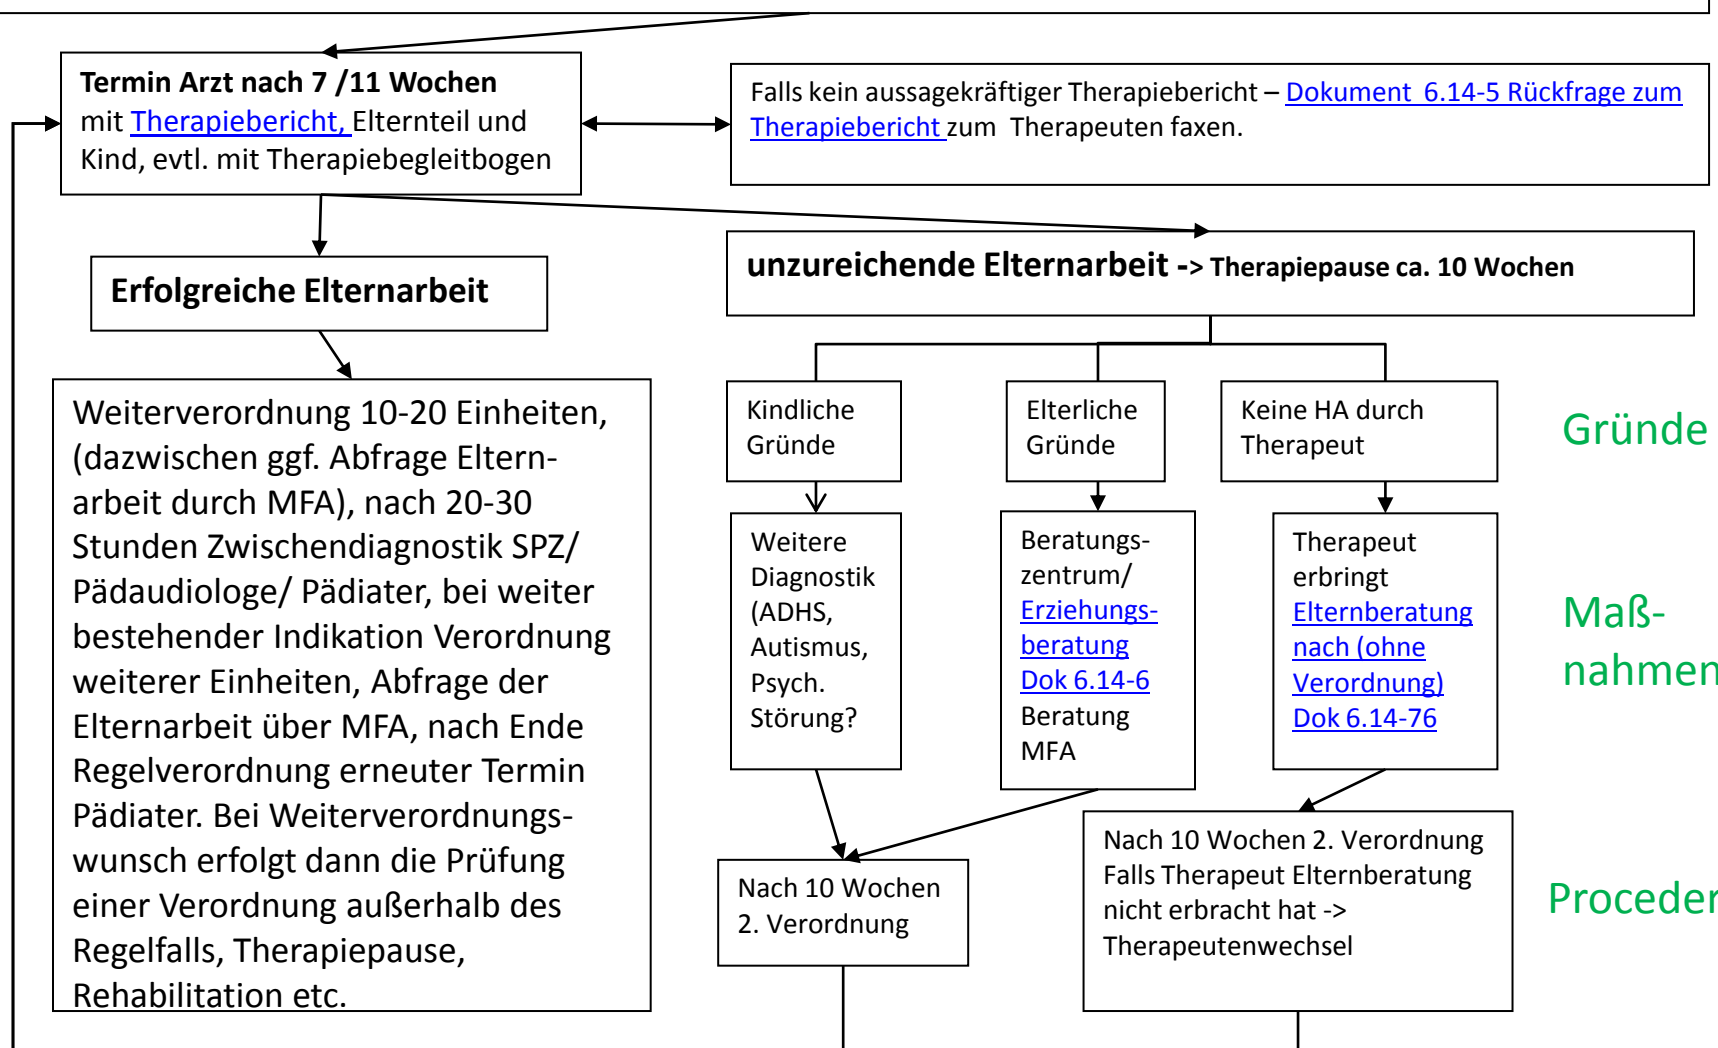 Termin Arzt nach 7 /11 Wochen
mit Therapiebericht, Elternteil und
Kind, evtl. mit Therapiebegleitbogen
Falls kein aussagekräftiger Therapiebericht – Dokument 6.14-5 Rückfrage zum
Therapiebericht zum Therapeuten faxen.
Erfolgreiche Elternarbeit
unzureichende Elternarbeit -> Therapiepause ca. 10 Wochen
Weiterverordnung 10-20 Einheiten,
(dazwischen ggf. Abfrage Eltern-
arbeit durch MFA), nach 20-30
Stunden Zwischendiagnostik SPZ/
Pädaudiologe/ Pädiater, bei weiter
bestehender Indikation Verordnung
weiterer Einheiten, Abfrage der
Elternarbeit über MFA, nach Ende
Regelverordnung erneuter Termin
Pädiater. Bei Weiterverordnungs-
wunsch erfolgt dann die Prüfung
einer Verordnung außerhalb des
Regelfalls, Therapiepause,
Rehabilitation etc.
Kindliche
Gründe
Elterliche
Gründe
Keine HA durch
Therapeut
Gründe
Weitere
Diagnostik
(ADHS,
Autismus,
Psych.
Störung?
Beratungs-
zentrum/
Erziehungs-
beratung
Dok 6.14-6
Beratung
MFA
Therapeut
erbringt
Elternberatung
nach (ohne
Verordnung)
Dok 6.14-76
Maß-
nahmen
Nach 10 Wochen
2. Verordnung
Nach 10 Wochen 2. Verordnung
Falls Therapeut Elternberatung
nicht erbracht hat ->
Therapeutenwechsel
Proceder